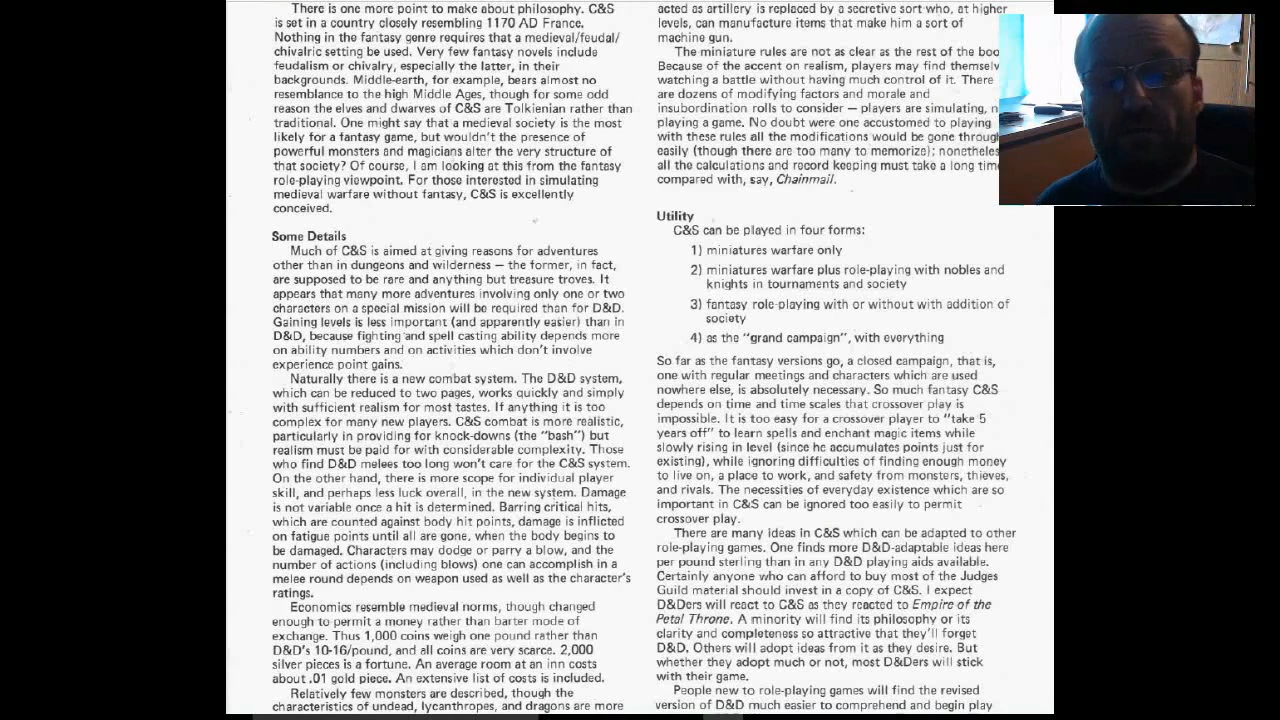 There is one more point to make about philosophy. C&S
is set in a country closely resembling 1170 AD France.
Nothing in the fantasy genre requires that a medieval/feudal/
chivalric setting be used. Very few fantasy novels include
feudalism or chivalry, especially the latter, in their
backgrounds. Middle-earth, for example, bears almost no
resemblance to the high Middle Ages, though for some odd
reason the elves and dwarves of C&S are Tolkienian rather than
traditional. One might say that a medieval society is the most
likely for a fantasy game, but wouldn't the presence of
powerful monsters and magicians alter the very structure of
that society? Of course, I am looking at this from the fantasy
role-playing viewpoint. For those interested in simulating
medieval warfare without fantasy, C&S is excellently
conceived.
Some Details
Much of C&S is aimed at giving reasons for adventures
other than in dungeons and wilderness — the former, in fact,
are supposed to be rare and anything but treasure troves. It
appears that many more adventures involving only one or two
characters on a special mission will be required than for D&D.
Gaining levels is less important (and apparently easier) than in
D&D, because fighting and spell casting ability depends more
on ability numbers and on activities which don't involve
experience point gains.
Naturally there is a new combat system. The D&D system,
which can be reduced to two pages, works quickly and simply
with sufficient realism for most tastes. If anything it is too
complex for many new players. C&S combat is more realistic,
particularly in providing for knock-downs (the "bash") but
realism must be paid for with considerable complexity. Those
who find D&D melees too long won't care for the C&S system.
On the other hand, there is more scope for individual player
skill, and perhaps less luck overall, in the new system. Damage
is not variable once a hit is determined. Barring critical hits,
which are counted against body hit points, damage is inflicted
on fatigue points until all are gone, when the body begins to
be damaged. Characters may dodge or parry a blow, and the
number of actions (including blows) one can accomplish in a
melee round depends on weapon used as well as the character's
ratings.
Economics resemble medieval norms, though changed
enough to permit a money rather than barter mode of
exchange. Thus 1,000 coins weigh one pound rather than
D&D's 10-16/pound, and all coins are very scarce. 2,000
silver pieces is a fortune. An average room at an inn costs
about .01 gold piece. An extensive list of costs is included.
Relatively few monsters are described, though the
characteristics of undead, lycanthropes, and dragons are more
acted as artillery is replaced by a secretive sort who, at higher
levels, can manufacture items that make him a sort of
machine gun.
The miniature rules are not as clear as the rest of the
Because of the accent on realism, players may find
watching a battle without having much control of it. There
are dozens of modifying factors and morale and
insubordination rolls to consider — players are simulating,
playing a game. No doubt were one accustomed to playing
with these rules all the modifications would be gone
easily (though there are too many to memorize);
all the calculations and record keeping must take a long
compared with, say, Chainmail.
Utility
C&S can be played in four forms:
1) miniatures warfare only
2) miniatures warfare plus role-playing with nobles and
knights in tournaments and society
3) fantasy role-playing with or without with addition of
society
4) as the "grand campaign", with everything
So far as the fantasy versions go, a closed campaign, that is,
one with regular meetings and characters which are used
nowhere else, is absolutely necessary. So much fantasy C&S
depends on time and time scales that crossover play is
impossible. It is too easy for a crossover player to "take 5
years off" to learn spells and enchant magic items while
slowly rising in level (since he accumulates points just for
existing), while ignoring difficulties of finding enough money
to live on, a place to work, and safety from monsters, thieves,
and rivals. The necessities of everyday existence which are so
important in C&S can be ignored too easily to permit
crossover play.
There are many ideas in C&S which can be adapted to other
role-playing games. One finds more D&D-adaptable ideas here
per pound sterling than in any D&D playing aids available.
Certainly anyone who can afford to buy most of the Judges
Guild material should invest in a copy of C&S. I expect
D&Ders will react to C&S as they reacted to Empire of the
Petal Throne. A minority will find its philosophy or its
clarity and completeness so attractive that they'll forget
D&D. Others will adopt ideas from it as they desire. But
whether they adopt much or not, most D&Ders will stick
with their game.
People new to role-playing games will find the revised
version of D&D much easier to comprehend and begin play